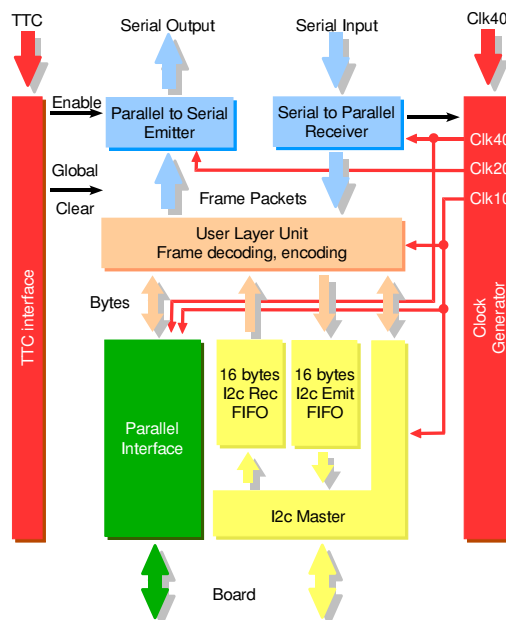 TTC
Serial Output
Serial Input
Clk40
Enable
Parallel to Serial
Emitter
Serial to Parallel
Receiver
Clk40
Clk20
Clk10
Global
Clear
Frame Packets
User Layer Unit
Frame decoding, encoding
Bytes
TTC interface
Clock
Generator
Parallel
Interface
16 bytes
I2c Rec
FIFO
16 bytes
I2c Emit
FIFO
I2c Master
Board